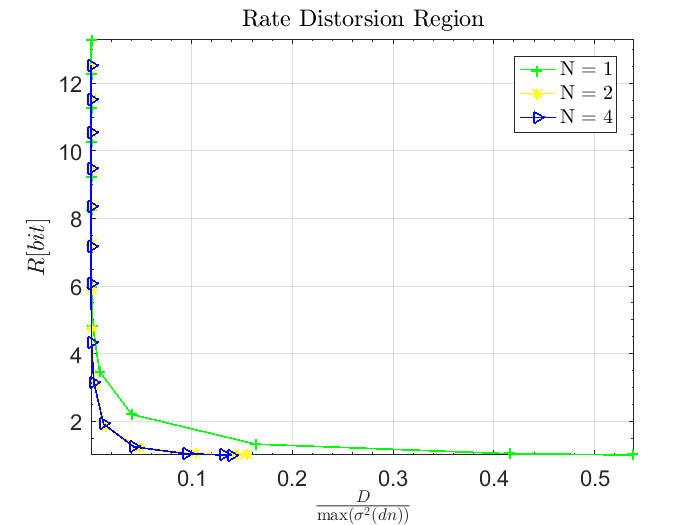 Rate Distorsion Region
N = 1
N = 2
N = 4
12
10
8
6
4
2
R[bit]
0.1 0.2 0.3 0.4 0.5
D
max(σ²(dn))